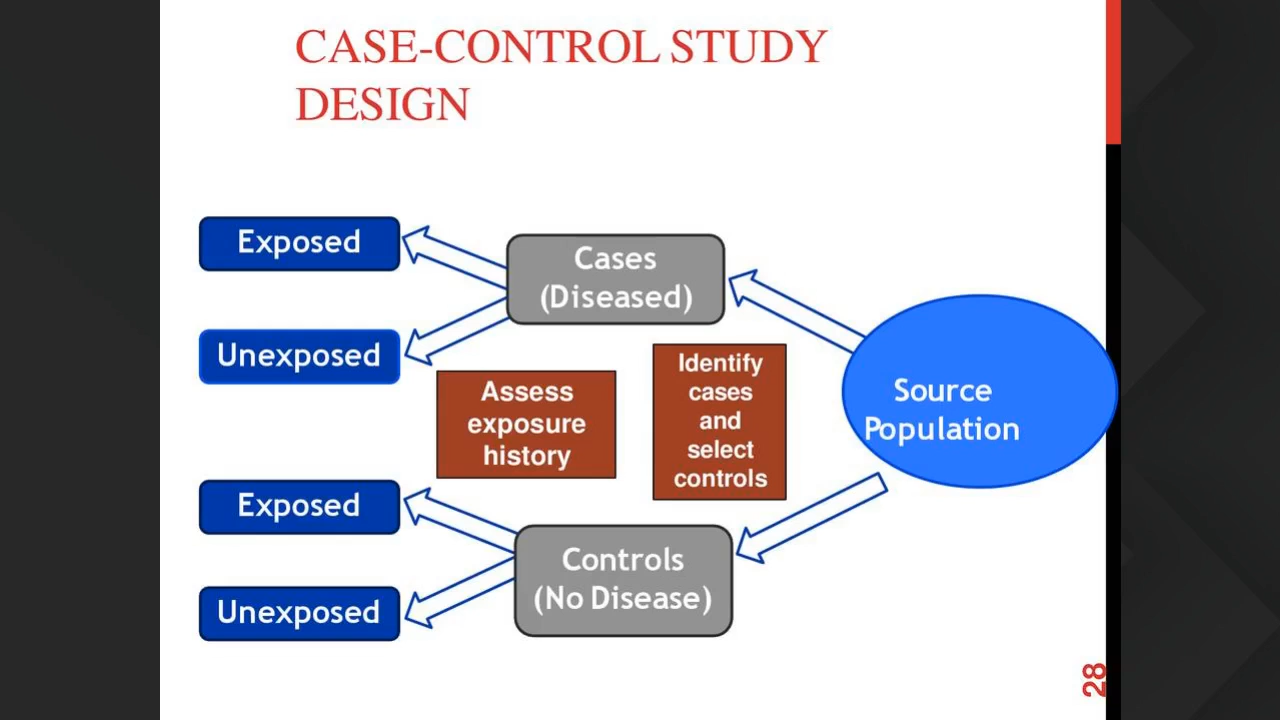 CASE-CONTROL STUDY
DESIGN
Exposed
Unexposed
Cases
(Diseased)
Assess
exposure
history
Identify
cases
and
select
controls
Source
Population
Exposed
Unexposed
Controls
(No Disease)
28